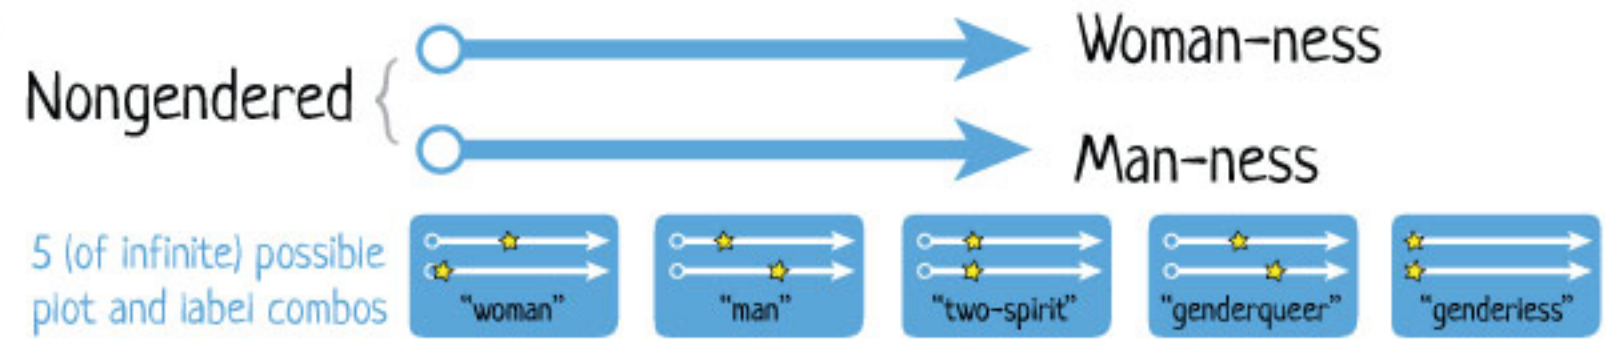 Nongendered
Woman-ness
Man-ness
5 (of infinite) possible
plot and label combos
“woman”
“man”
“two-spirit”
“genderqueer”
“genderless”